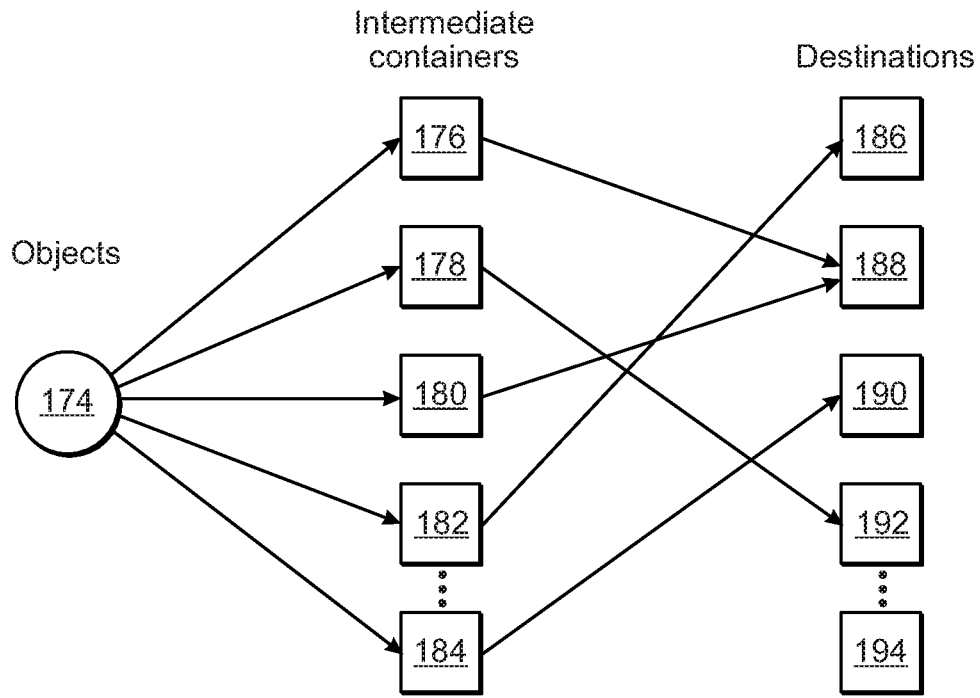 Intermediate
containers
Destinations
Objects
174
176
178
180
182
184
186
188
190
192
194